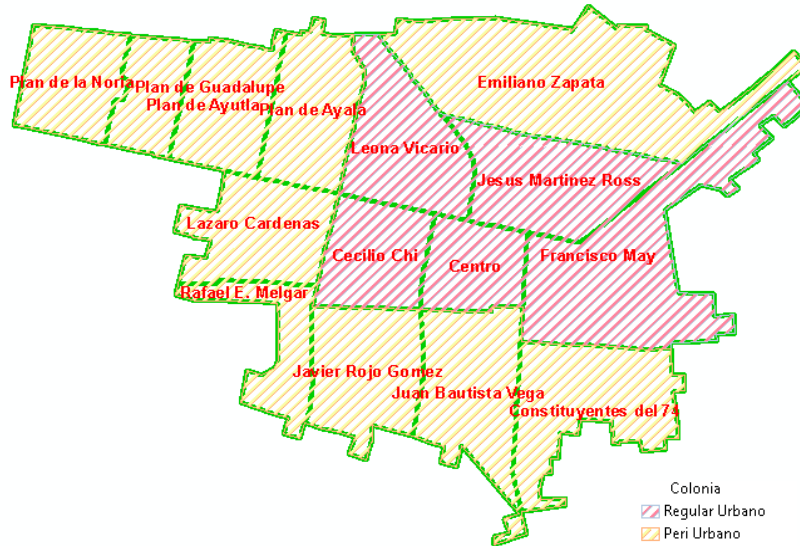 Emiliano Zapata
Plan de la Noria
Plan de Guadalupe
Plan de Ayutla
Plan de Ayala
Leona Vicario
Jesus Martinez Ross
Lazaro Cardenas
Cecilio Chi
Centro
Francisco May
Rafael E. Melgar
Javier Rojo Gomez
Juan Bautista Vega
Constituyentes del 74
Colonia
Regular Urbano
Peri Urbano